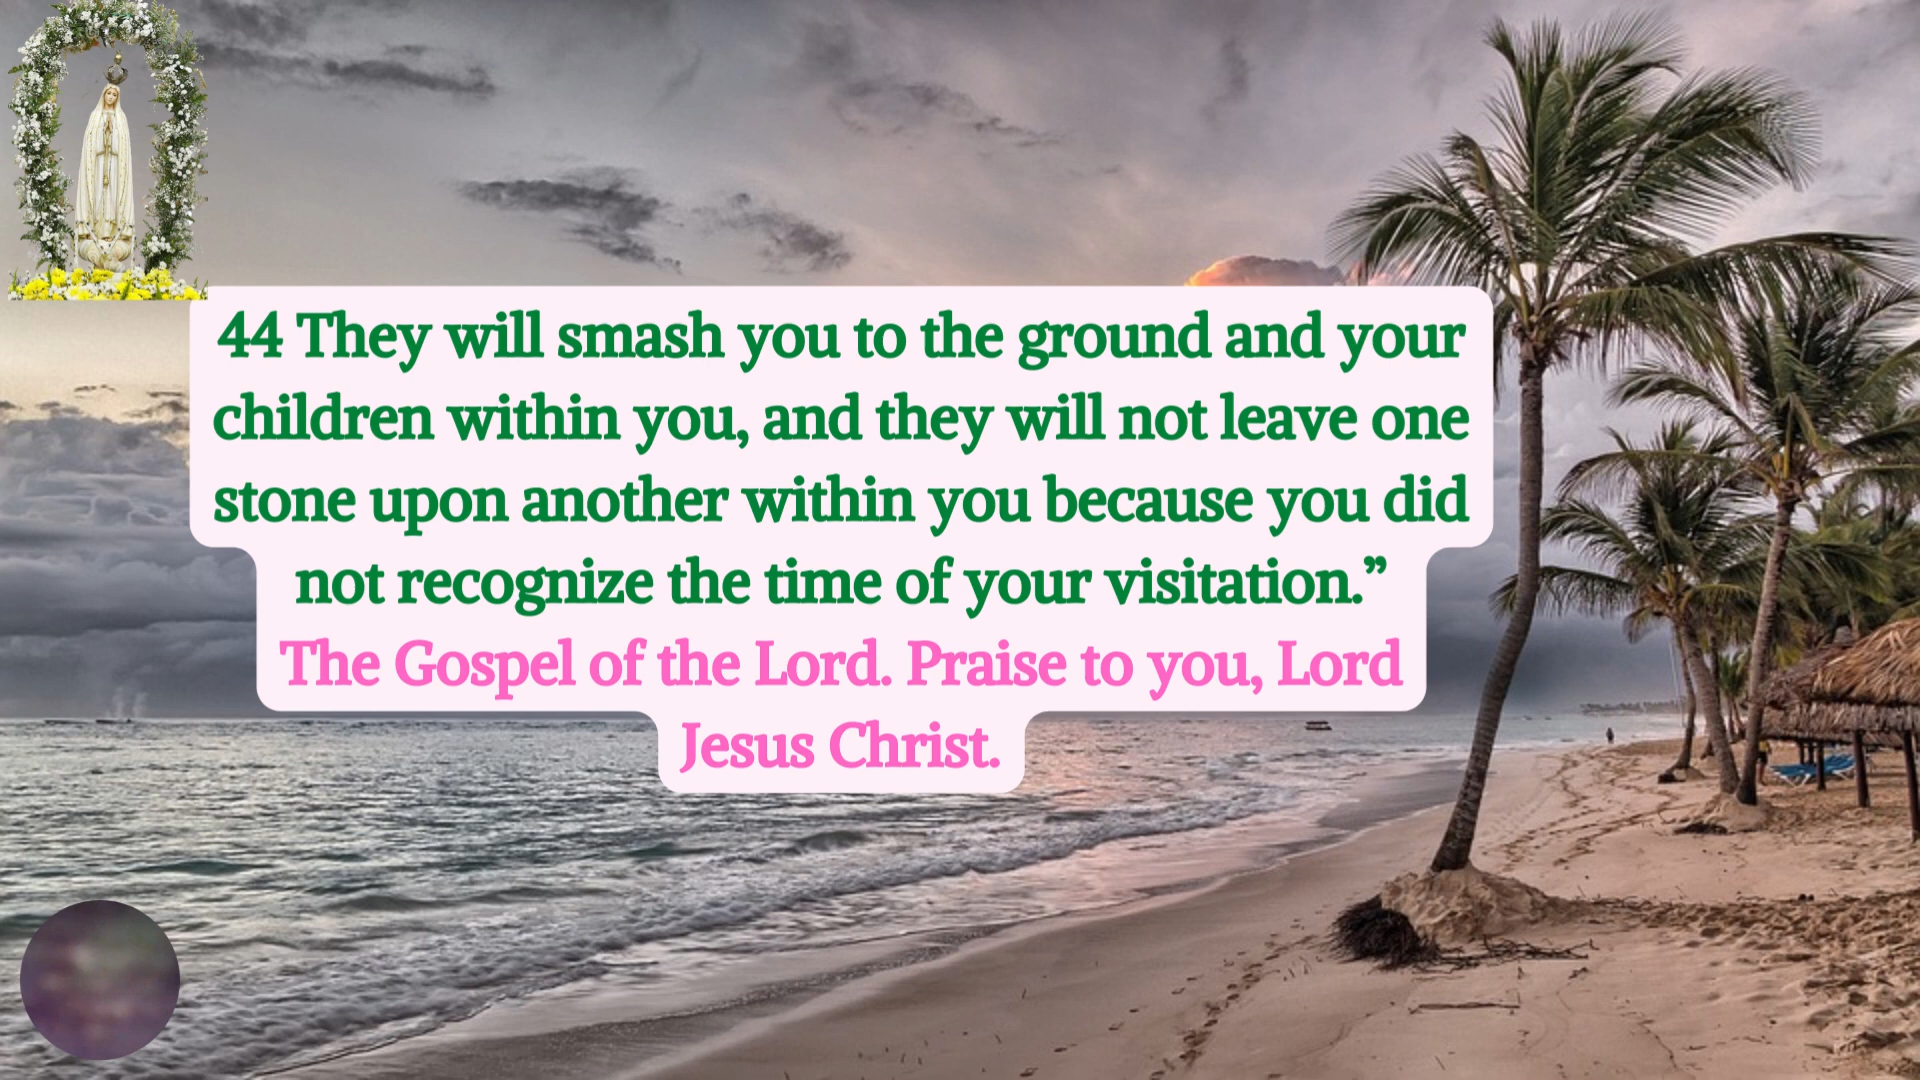 44 They will smash you to the ground and your
children within you, and they will not leave one
stone upon another within you because you did
not recognize the time of your visitation.”
The Gospel of the Lord. Praise to you, Lord
Jesus Christ.